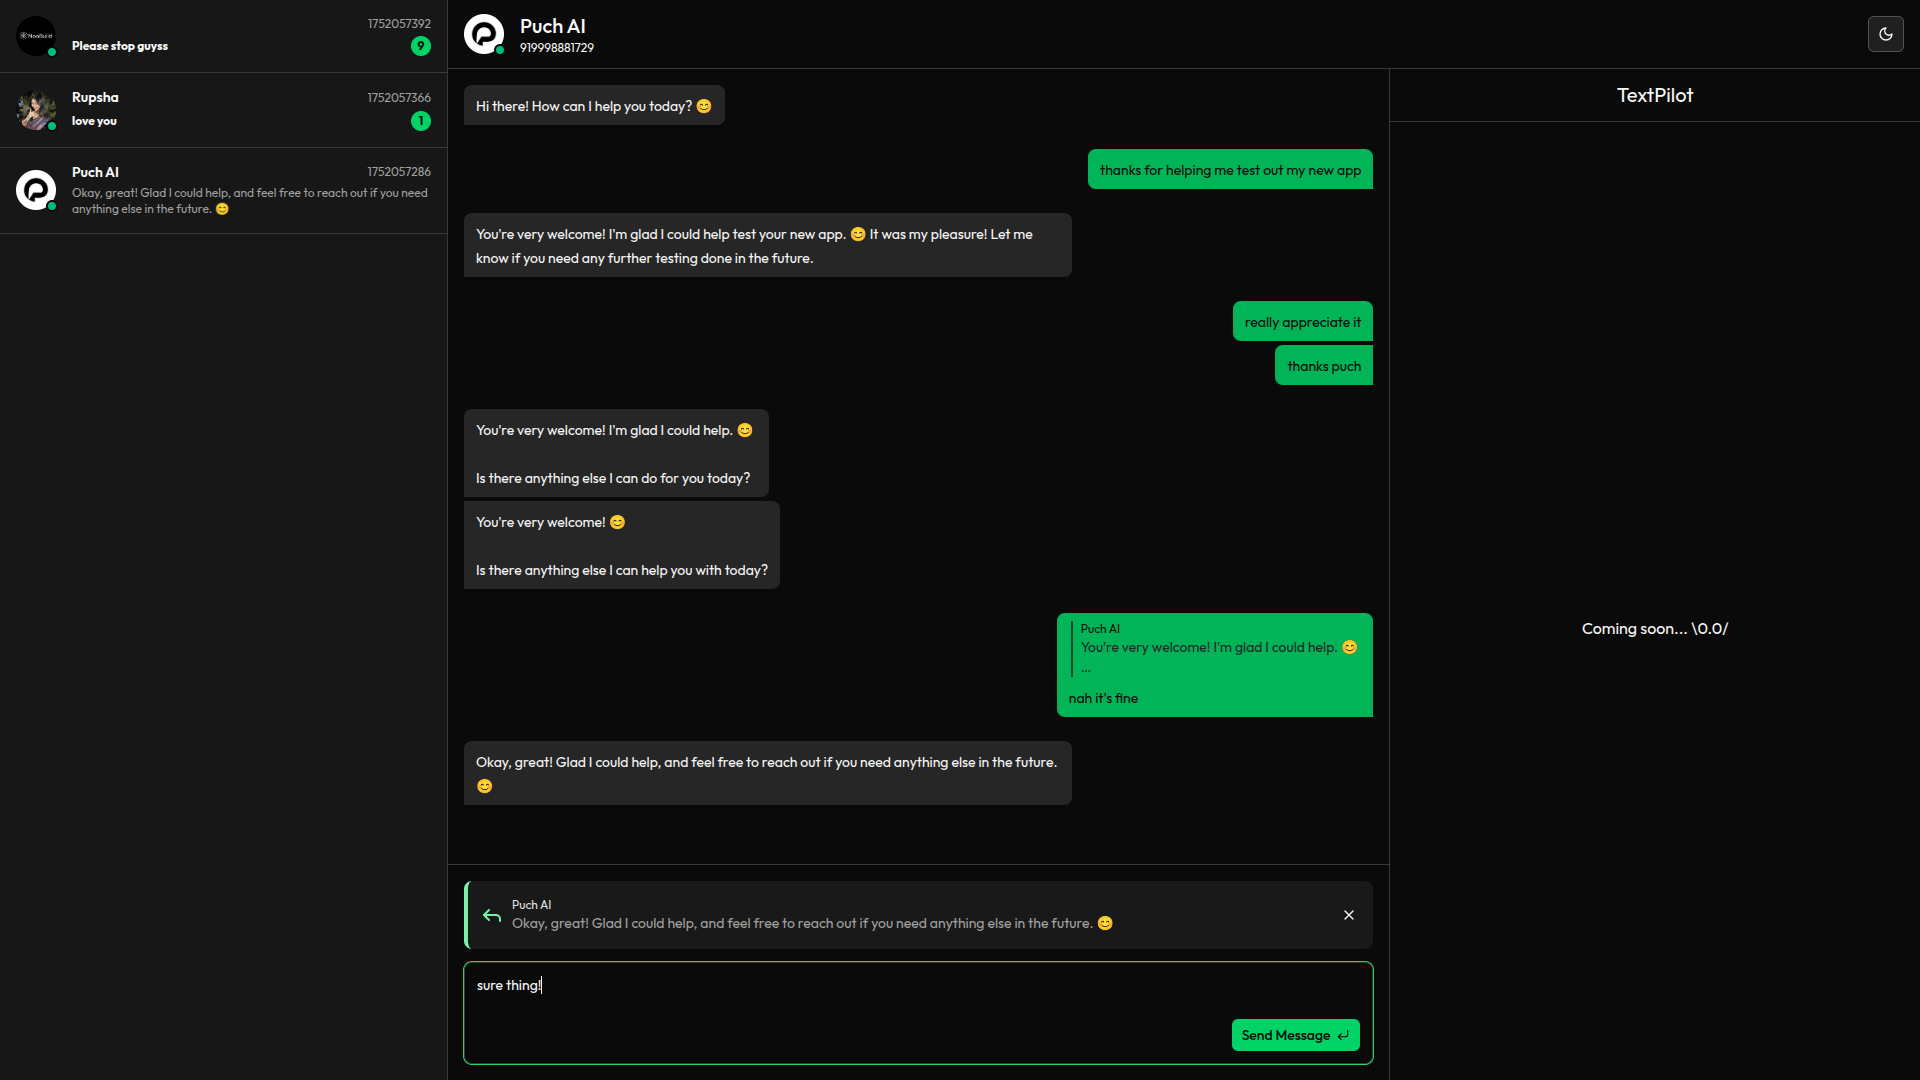 NooBuild
1752057392
Please stop guyss
9
Rupsha
1752057366
love you
1
Puch AI
1752057286
Okay, great! Glad I could help, and feel free to reach out if you need
anything else in the future. 😊
Puch AI
919998881729
Hi there! How can I help you today? 😊
thanks for helping me test out my new app
You're very welcome! I'm glad I could help test your new app. 😊 It was my pleasure! Let me
know if you need any further testing done in the future.
really appreciate it
thanks puch
You're very welcome! I'm glad I could help. 😊
Is there anything else I can do for you today?
You're very welcome! 😊
Is there anything else I can help you with today?
Puch AI
You're very welcome! I'm glad I could help. 😊
...
nah it's fine
Okay, great! Glad I could help, and feel free to reach out if you need anything else in the future.
😊
Puch AI
Okay, great! Glad I could help, and feel free to reach out if you need anything else in the future. 😊
sure thing!
Send Message
TextPilot
Coming soon... \0.0/